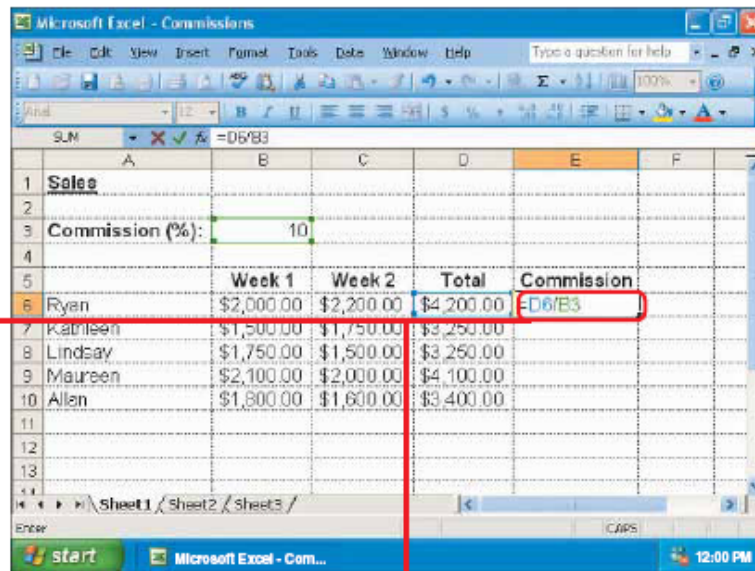 Microsoft Excel - Commissions
File Edit View Insert Format Tools Data Window Help Type a question for help
Arial 12 B I U $ % A
100%
SUM fx =D6/B3
A B C D E F
1 Sales
2
3 Commission (%): 10
4
5 Week 1 Week 2 Total Commission
6 Ryan $2,000.00 $2,200.00 $4,200.00 =D6/B3
7 Kathleen $1,500.00 $1,750.00 $3,250.00
8 Lindsay $1,750.00 $1,500.00 $3,250.00
9 Maureen $2,100.00 $2,000.00 $4,100.00
10 Allan $1,800.00 $1,600.00 $3,400.00
11
12
13
Sheet1 / Sheet2 / Sheet3 /
Enter CAPS
start Microsoft Excel - Com... 12:00 PM